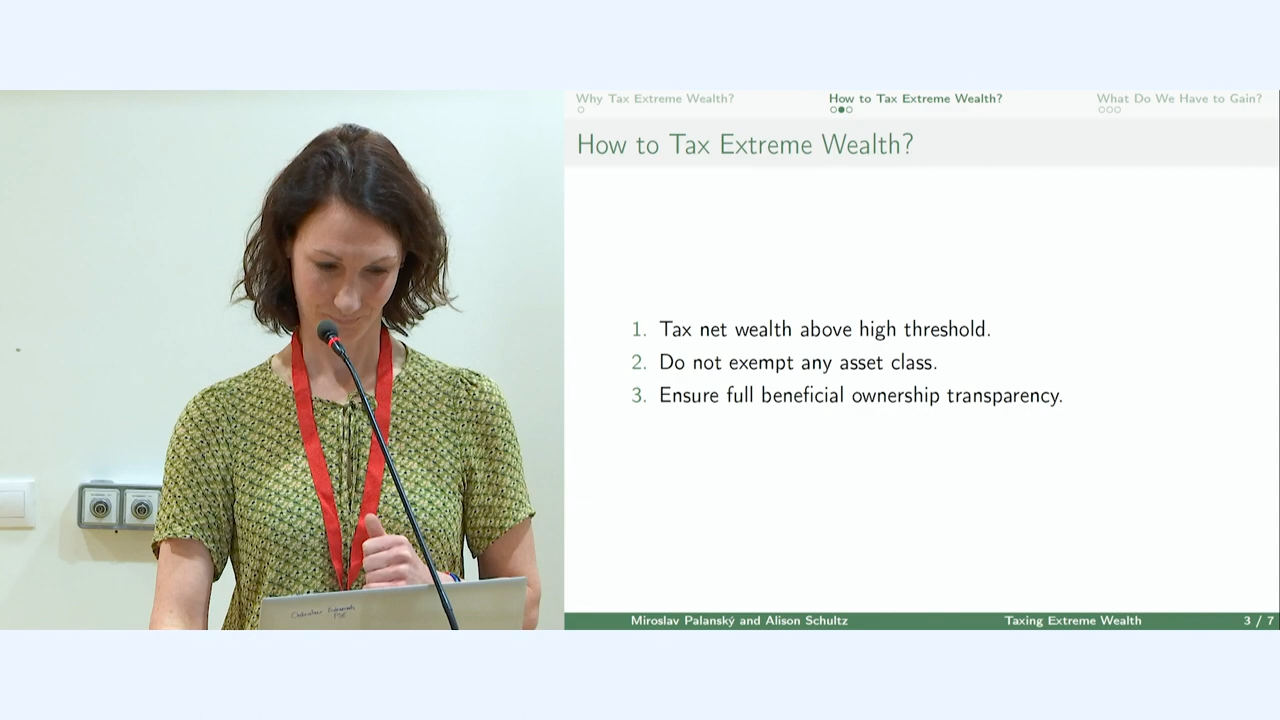 Why Tax Extreme Wealth?
How to Tax Extreme Wealth?
What Do We Have to Gain?
How to Tax Extreme Wealth?
1. Tax net wealth above high threshold.
2. Do not exempt any asset class.
3. Ensure full beneficial ownership transparency.
Miroslav Palanský and Alison Schultz
Taxing Extreme Wealth
3 / 7